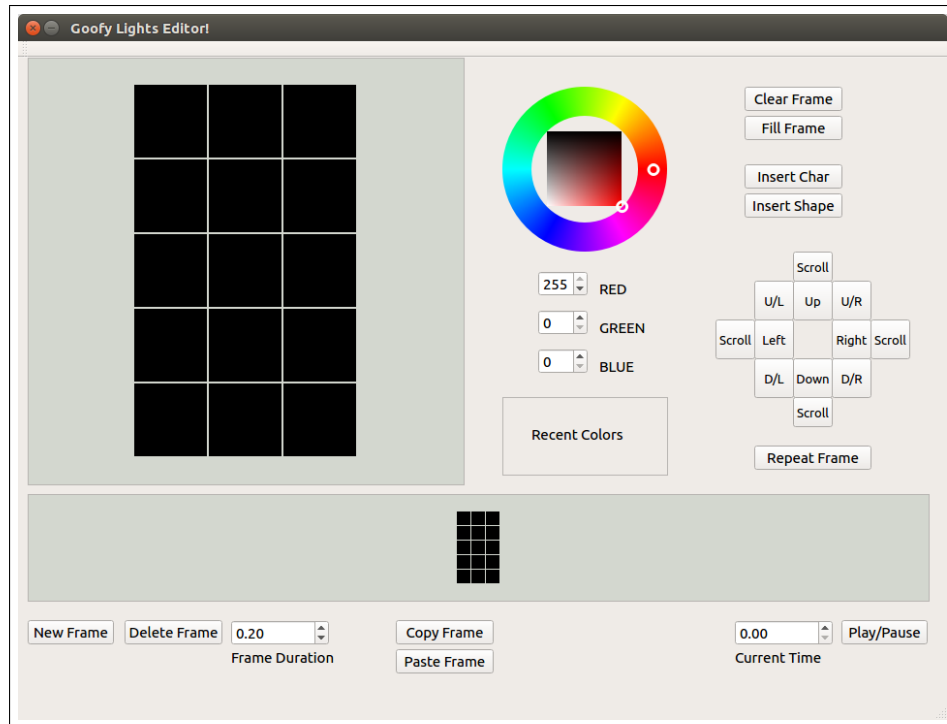 Goofy Lights Editor!
Clear Frame
Fill Frame
Insert Char
Insert Shape
255 RED
0 GREEN
0 BLUE
Recent Colors
Scroll
U/L Up U/R
Scroll Left Right Scroll
D/L Down D/R
Scroll
Repeat Frame
New Frame Delete Frame 0.20 Copy Frame 0.00 Play/Pause
Frame Duration Paste Frame Current Time